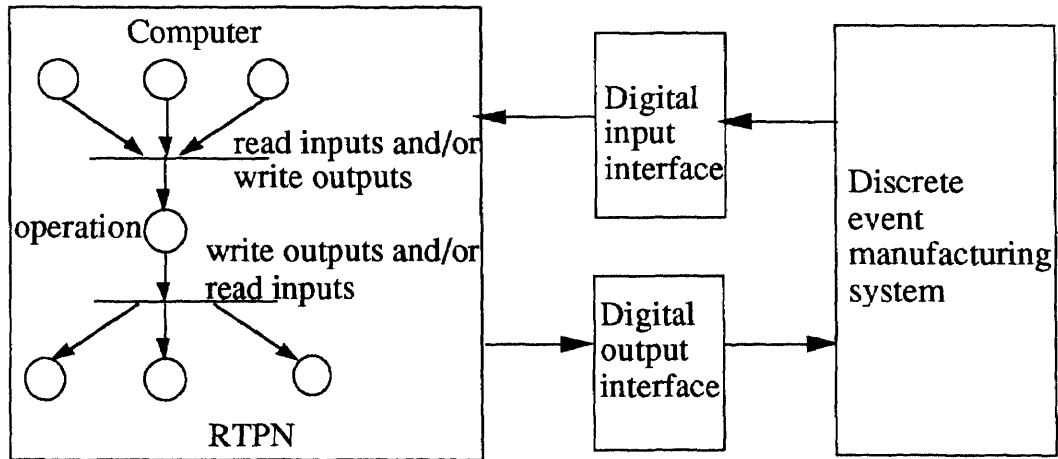 Computer
read inputs and/or
write outputs
operation
write outputs and/or
read inputs
RTPN
Digital
input
interface
Digital
output
interface
Discrete
event
manufacturing
system